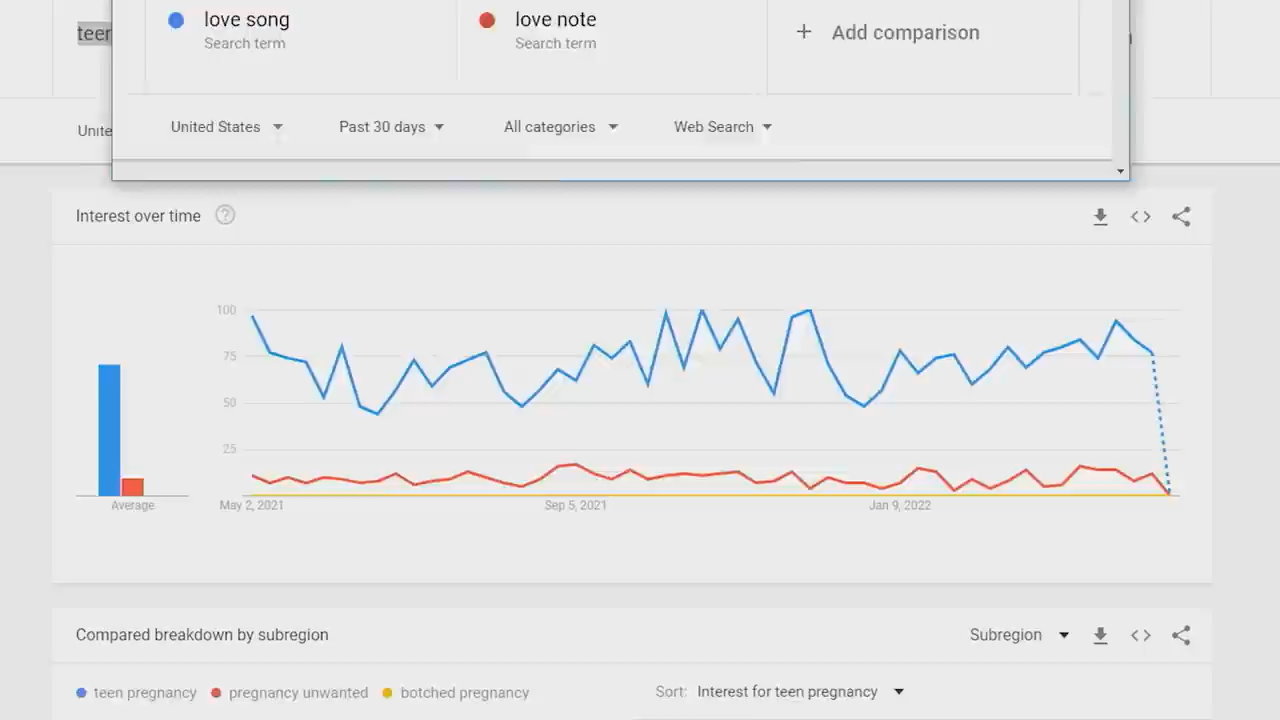 teen
love song
Search term
love note
Search term
+ Add comparison
Unite
United States
Past 30 days
All categories
Web Search
Interest over time
?
100
75
50
25
Average
May 2, 2021
Sep 5, 2021
Jan 9, 2022
Compared breakdown by subregion
Subregion
teen pregnancy
pregnancy unwanted
botched pregnancy
Sort: Interest for teen pregnancy